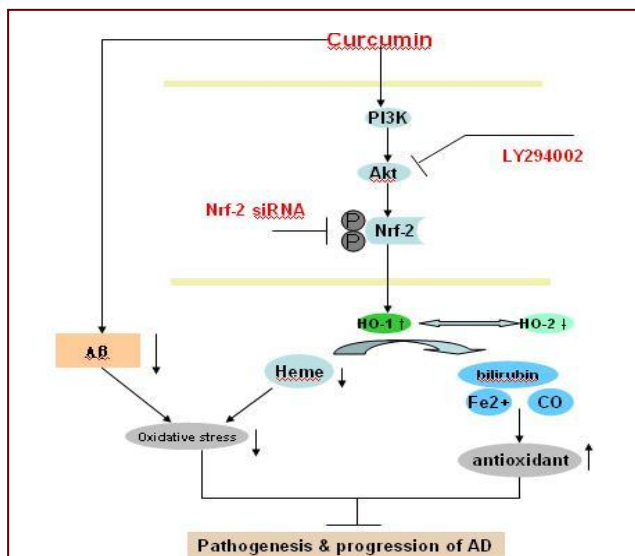 Curcumin
PI3K
LY294002
Akt
Nrf-2 siRNA
P
P
Nrf-2
HO-1 ↑
HO-2 ↓
Aβ ↓
Heme ↓
bilirubin
Fe2+
CO
Oxidative stress ↓
antioxidant ↑
Pathogenesis & progression of AD